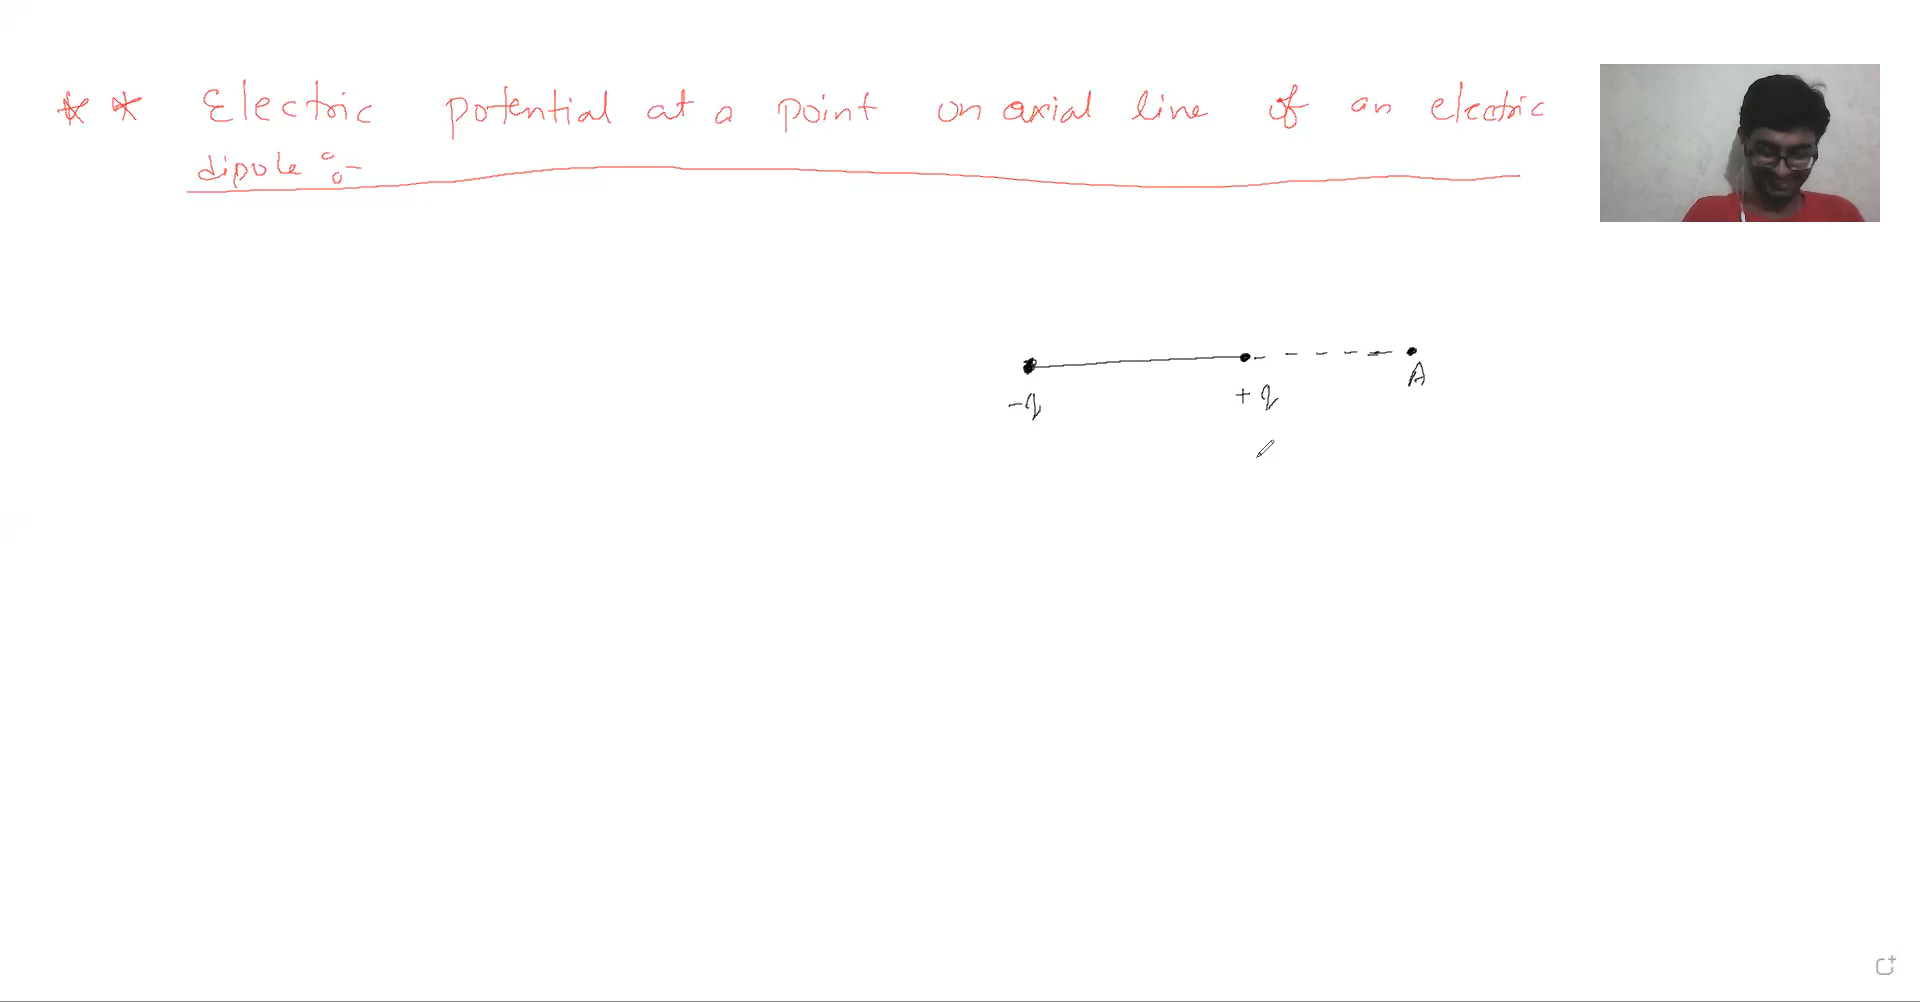 ** Electric potential at a point on axial line of an electric
dipole :-
-q +q A